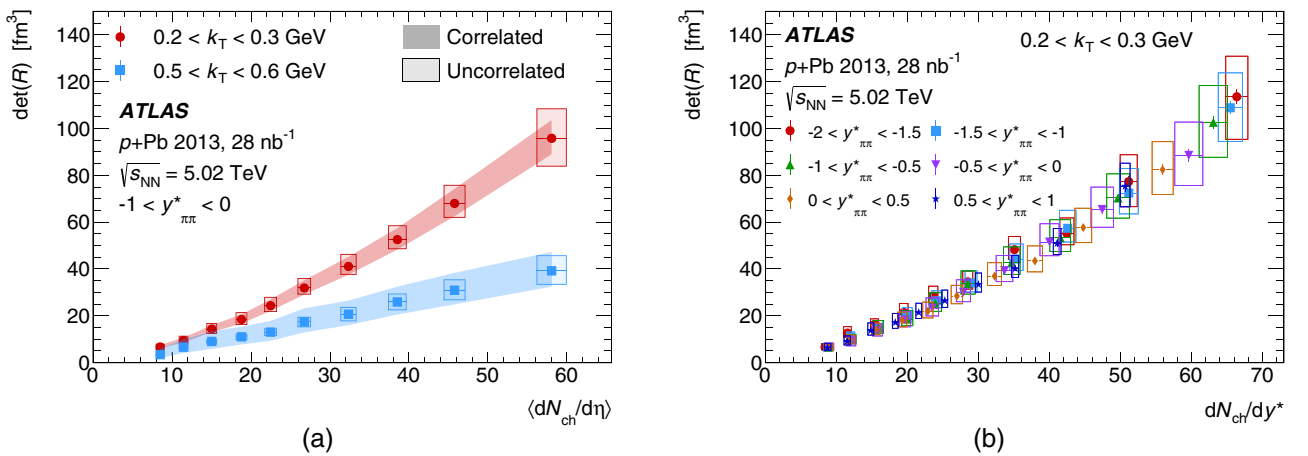 det(R) [fm³]
140
120
100
80
60
40
20
0
0.2 < k_T < 0.3 GeV
0.5 < k_T < 0.6 GeV
Correlated
Uncorrelated
ATLAS
p+Pb 2013, 28 nb⁻¹
√s_NN = 5.02 TeV
-1 < y*_ππ < 0
0 10 20 30 40 50 60
⟨dN_ch/dη⟩
(a)
det(R) [fm³]
140
120
100
80
60
40
20
0
ATLAS 0.2 < k_T < 0.3 GeV
p+Pb 2013, 28 nb⁻¹
√s_NN = 5.02 TeV
-2 < y*_ππ < -1.5 -1.5 < y*_ππ < -1
-1 < y*_ππ < -0.5 -0.5 < y*_ππ < 0
0 < y*_ππ < 0.5 0.5 < y*_ππ < 1
0 10 20 30 40 50 60 70
dN_ch/dy*
(b)